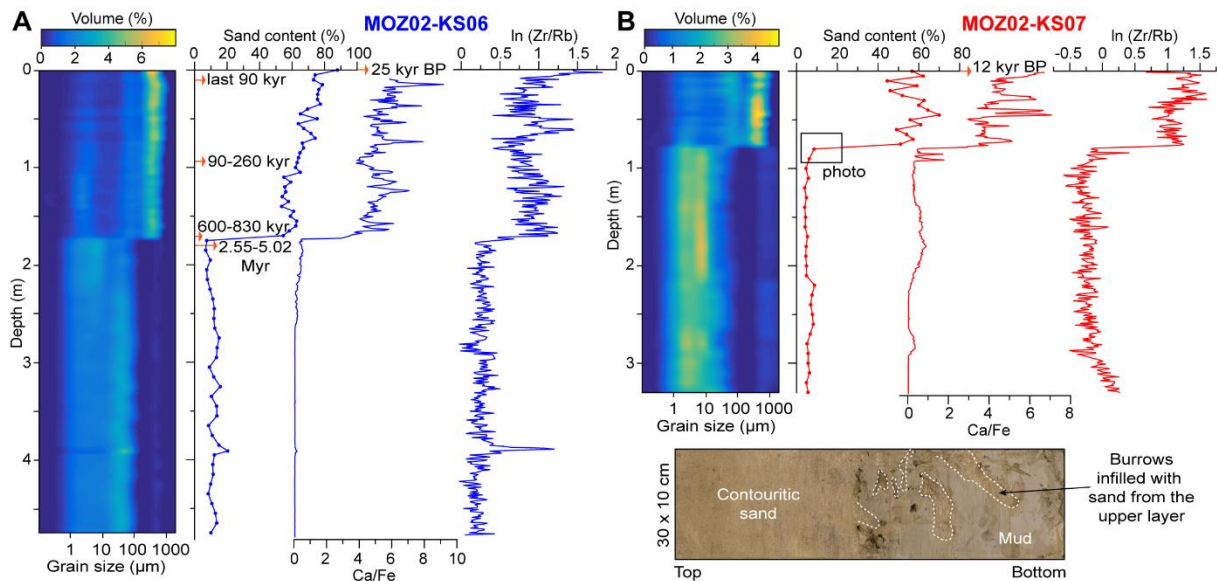 A
MOZ02-KS06
Volume (%)
0 2 4 6
Sand content (%)
0 20 40 60 80 100
ln (Zr/Rb)
0 0.5 1 1.5
25 kyr BP
last 90 kyr
90-260 kyr
600-830 kyr
2.55-5.02
Myr
Depth (m)
0
1
2
3
4
1 10 100 1000
Grain size (µm)
0 2 4 6 8 10
Ca/Fe
B
MOZ02-KS07
Volume (%)
0 1 2 3 4
Sand content (%)
0 20 40 60 80
ln (Zr/Rb)
-0.5 0 0.5 1 1.5
12 kyr BP
photo
Depth (m)
0
1
2
3
1 10 100 1000
Grain size (µm)
0 2 4 6 8
Ca/Fe
30 x 10 cm
Contouritic
sand
Mud
Burrows
infilled with
sand from the
upper layer
Top
Bottom